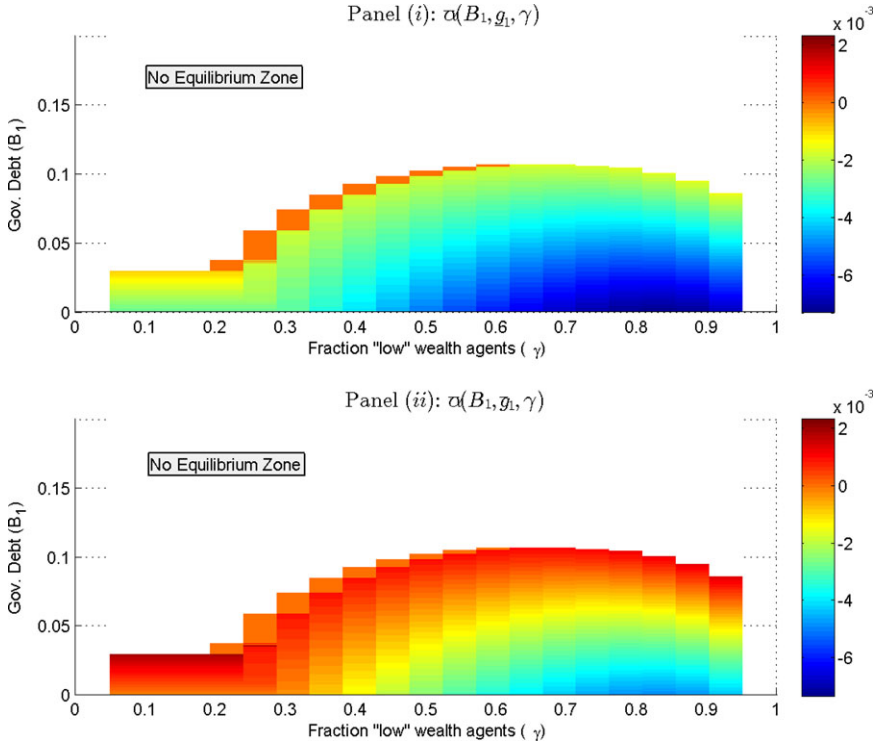 Panel (i): ʊ(B₁, g̲₁, γ)
x 10⁻³
No Equilibrium Zone
Gov. Debt (B₁)
0.15
0.1
0.05
0
0 0.1 0.2 0.3 0.4 0.5 0.6 0.7 0.8 0.9 1
Fraction "low" wealth agents ( γ)
2
0
-2
-4
-6
Panel (ii): ʊ(B₁, g̅₁, γ)
x 10⁻³
No Equilibrium Zone
Gov. Debt (B₁)
0.15
0.1
0.05
0
0 0.1 0.2 0.3 0.4 0.5 0.6 0.7 0.8 0.9 1
Fraction "low" wealth agents ( γ)
2
0
-2
-4
-6